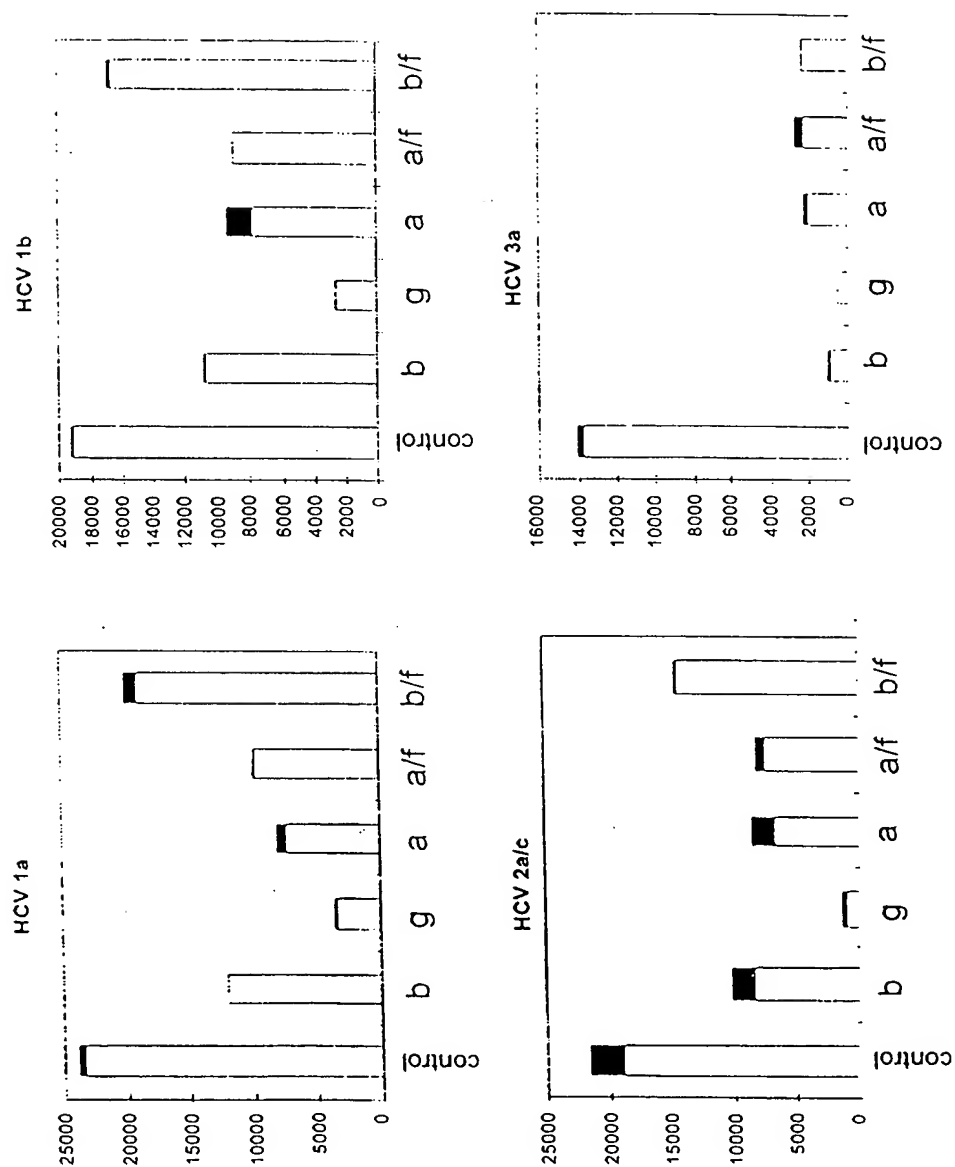 HCV 1a
25000
20000
15000
10000
5000
0
control
b
g
a
a/f
b/f
HCV 1b
20000
18000
16000
14000
12000
10000
8000
6000
4000
2000
0
control
b
g
a
a/f
b/f
HCV 2a/c
25000
20000
15000
10000
5000
0
control
b
g
a
a/f
b/f
HCV 3a
16000
14000
12000
10000
8000
6000
4000
2000
0
control
b
g
a
a/f
b/f